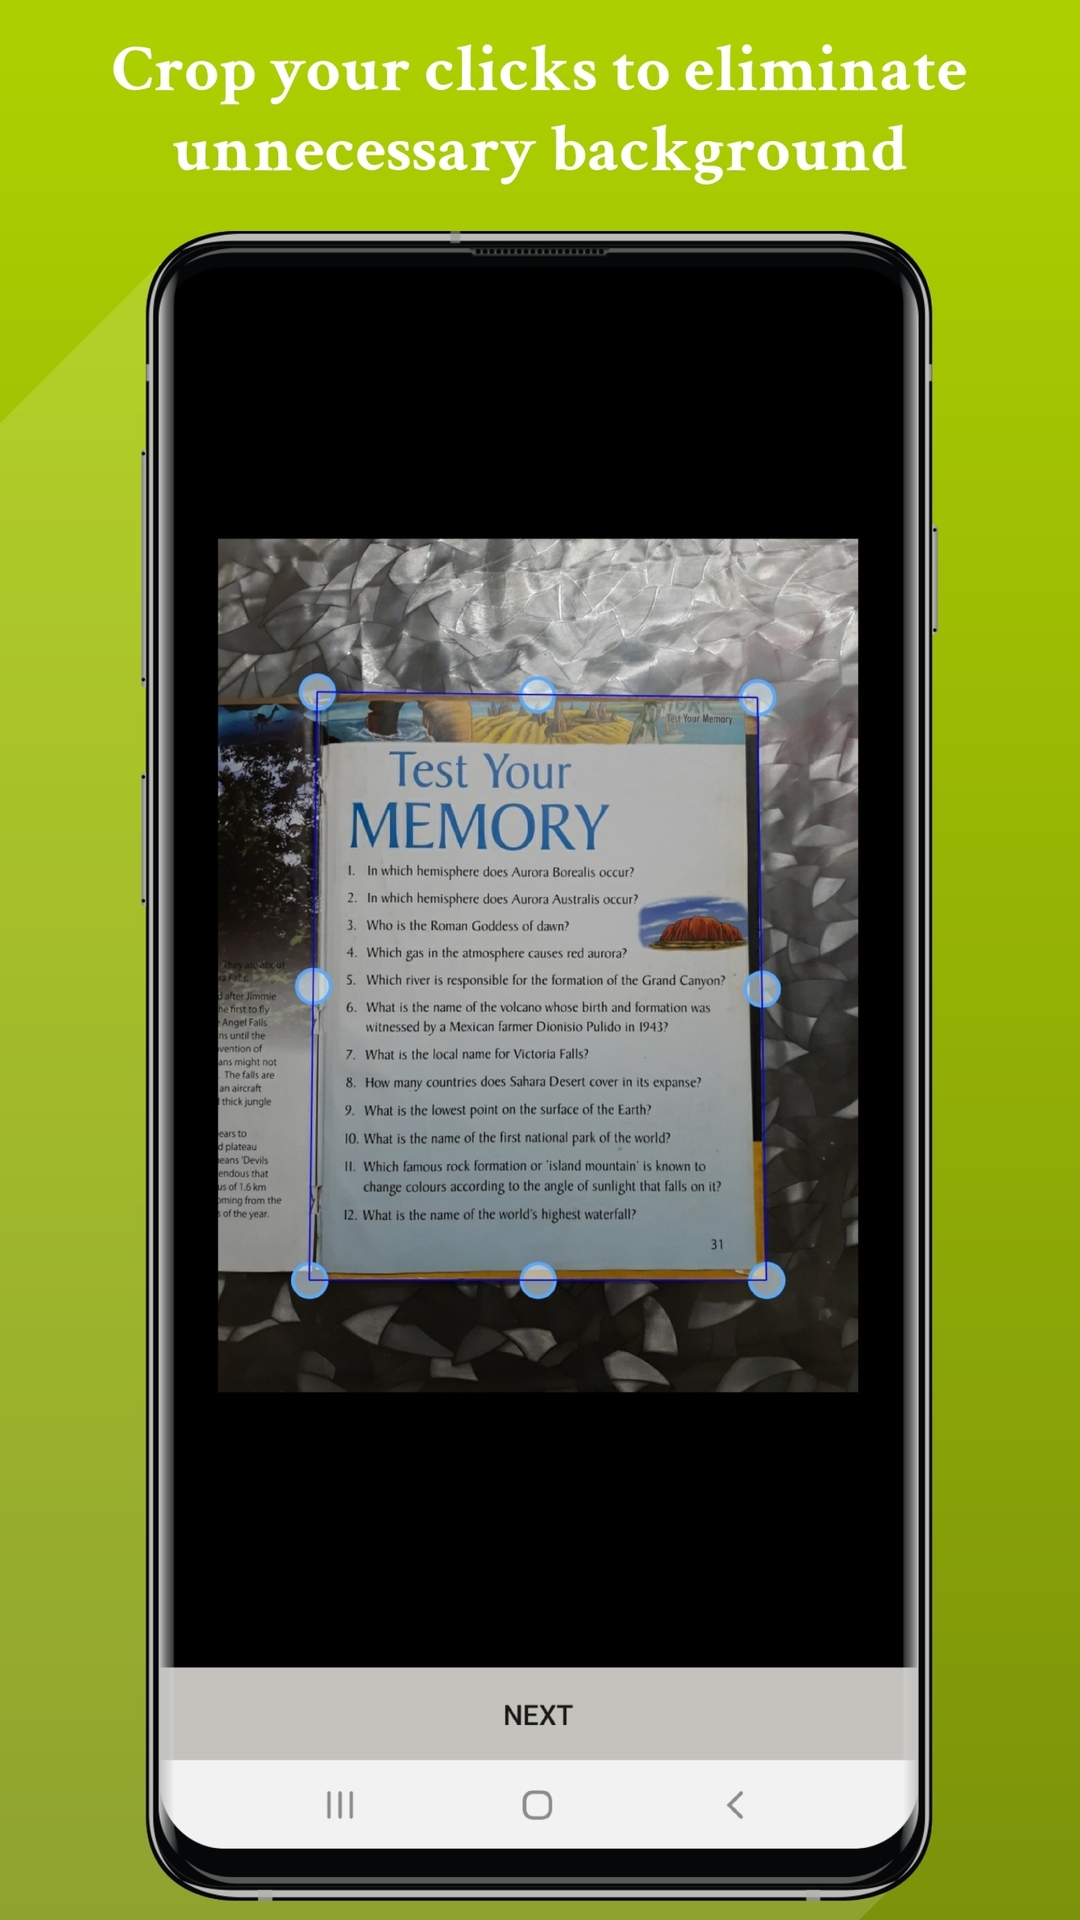 Crop your clicks to eliminate
unnecessary background
Test Your Memory
Test Your
MEMORY
1. In which hemisphere does Aurora Borealis occur?
2. In which hemisphere does Aurora Australis occur?
3. Who is the Roman Goddess of dawn?
4. Which gas in the atmosphere causes red aurora?
5. Which river is responsible for the formation of the Grand Canyon?
6. What is the name of the volcano whose birth and formation was
witnessed by a Mexican farmer Dionisio Pulido in 1943?
7. What is the local name for Victoria Falls?
8. How many countries does Sahara Desert cover in its expanse?
9. What is the lowest point on the surface of the Earth?
10. What is the name of the first national park of the world?
11. Which famous rock formation or 'island mountain' is known to
change colours according to the angle of sunlight that falls on it?
12. What is the name of the world's highest waterfall?
31
They are about
Falls.
after Jimmie
first to fly
Angel Falls
until the
of
might not
The falls are
an aircraft
thick jungle
to
plateau
'Devils
that
of 1.6 km
from the
of the year.
NEXT